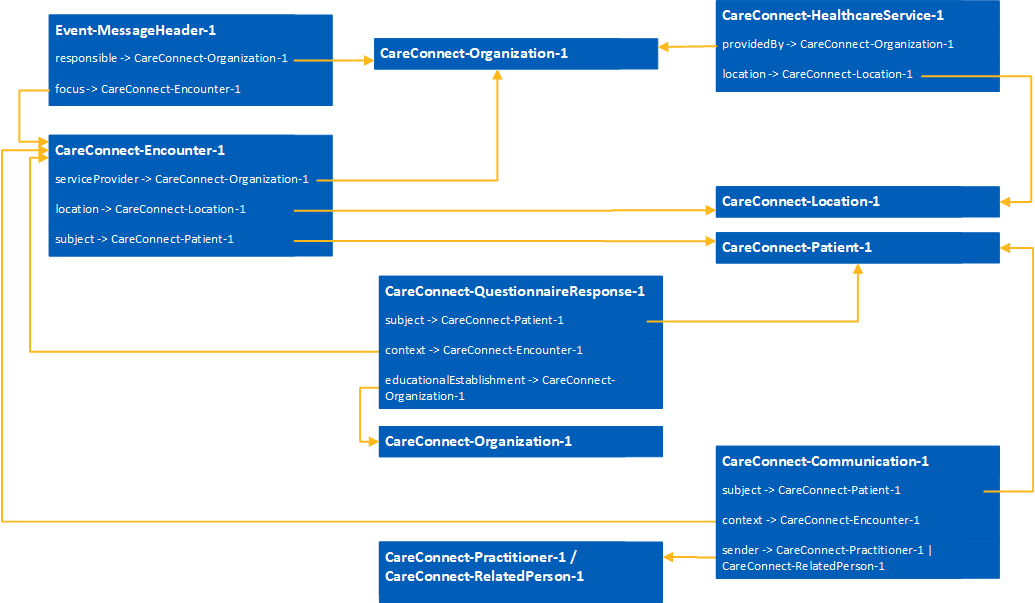 Event-MessageHeader-1
responsible -> CareConnect-Organization-1
focus -> CareConnect-Encounter-1
CareConnect-Organization-1
CareConnect-HealthcareService-1
providedBy -> CareConnect-Organization-1
location -> CareConnect-Location-1
CareConnect-Encounter-1
serviceProvider -> CareConnect-Organization-1
location -> CareConnect-Location-1
subject -> CareConnect-Patient-1
CareConnect-Location-1
CareConnect-Patient-1
CareConnect-QuestionnaireResponse-1
subject -> CareConnect-Patient-1
context -> CareConnect-Encounter-1
educationalEstablishment -> CareConnect-
Organization-1
CareConnect-Organization-1
CareConnect-Communication-1
subject -> CareConnect-Patient-1
context -> CareConnect-Encounter-1
sender -> CareConnect-Practitioner-1 |
CareConnect-RelatedPerson-1
CareConnect-Practitioner-1 /
CareConnect-RelatedPerson-1